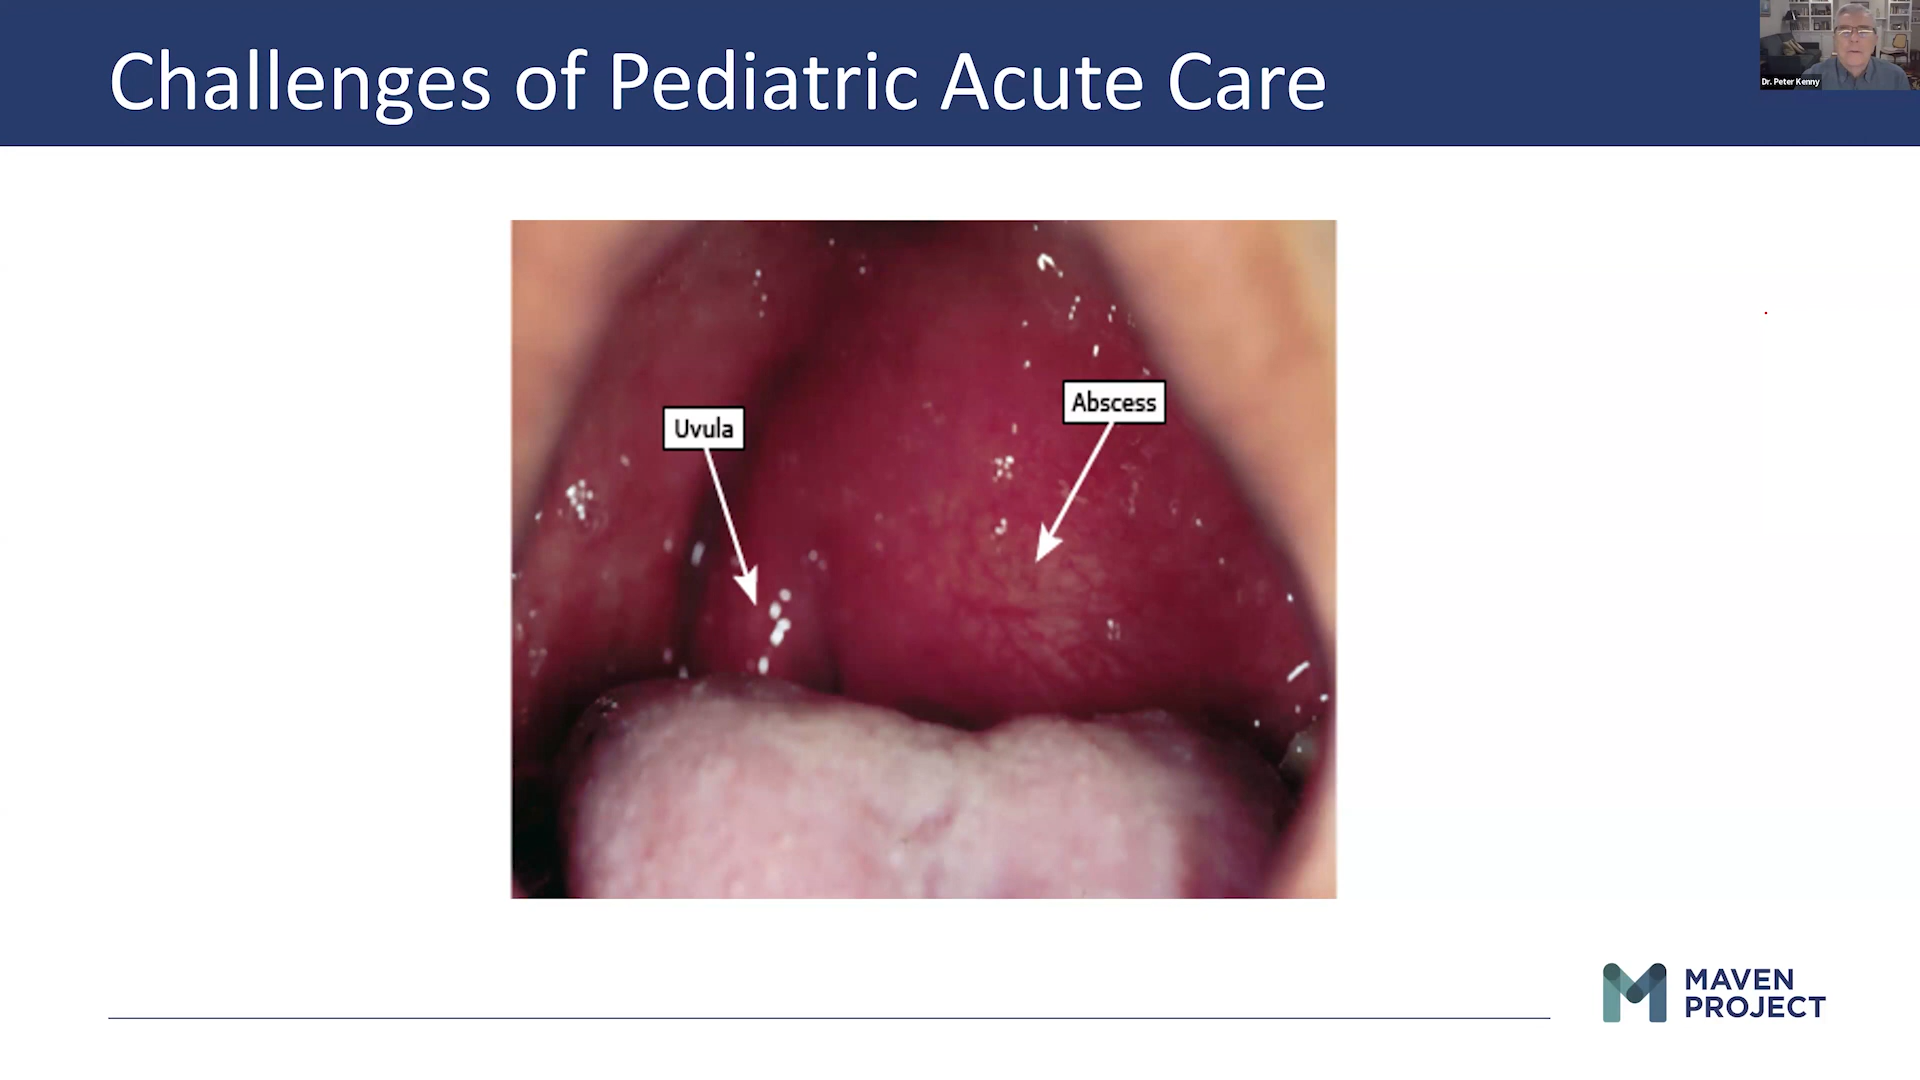 Challenges of Pediatric Acute Care
Dr. Peter Kenny
Uvula
Abscess
MAVEN
PROJECT